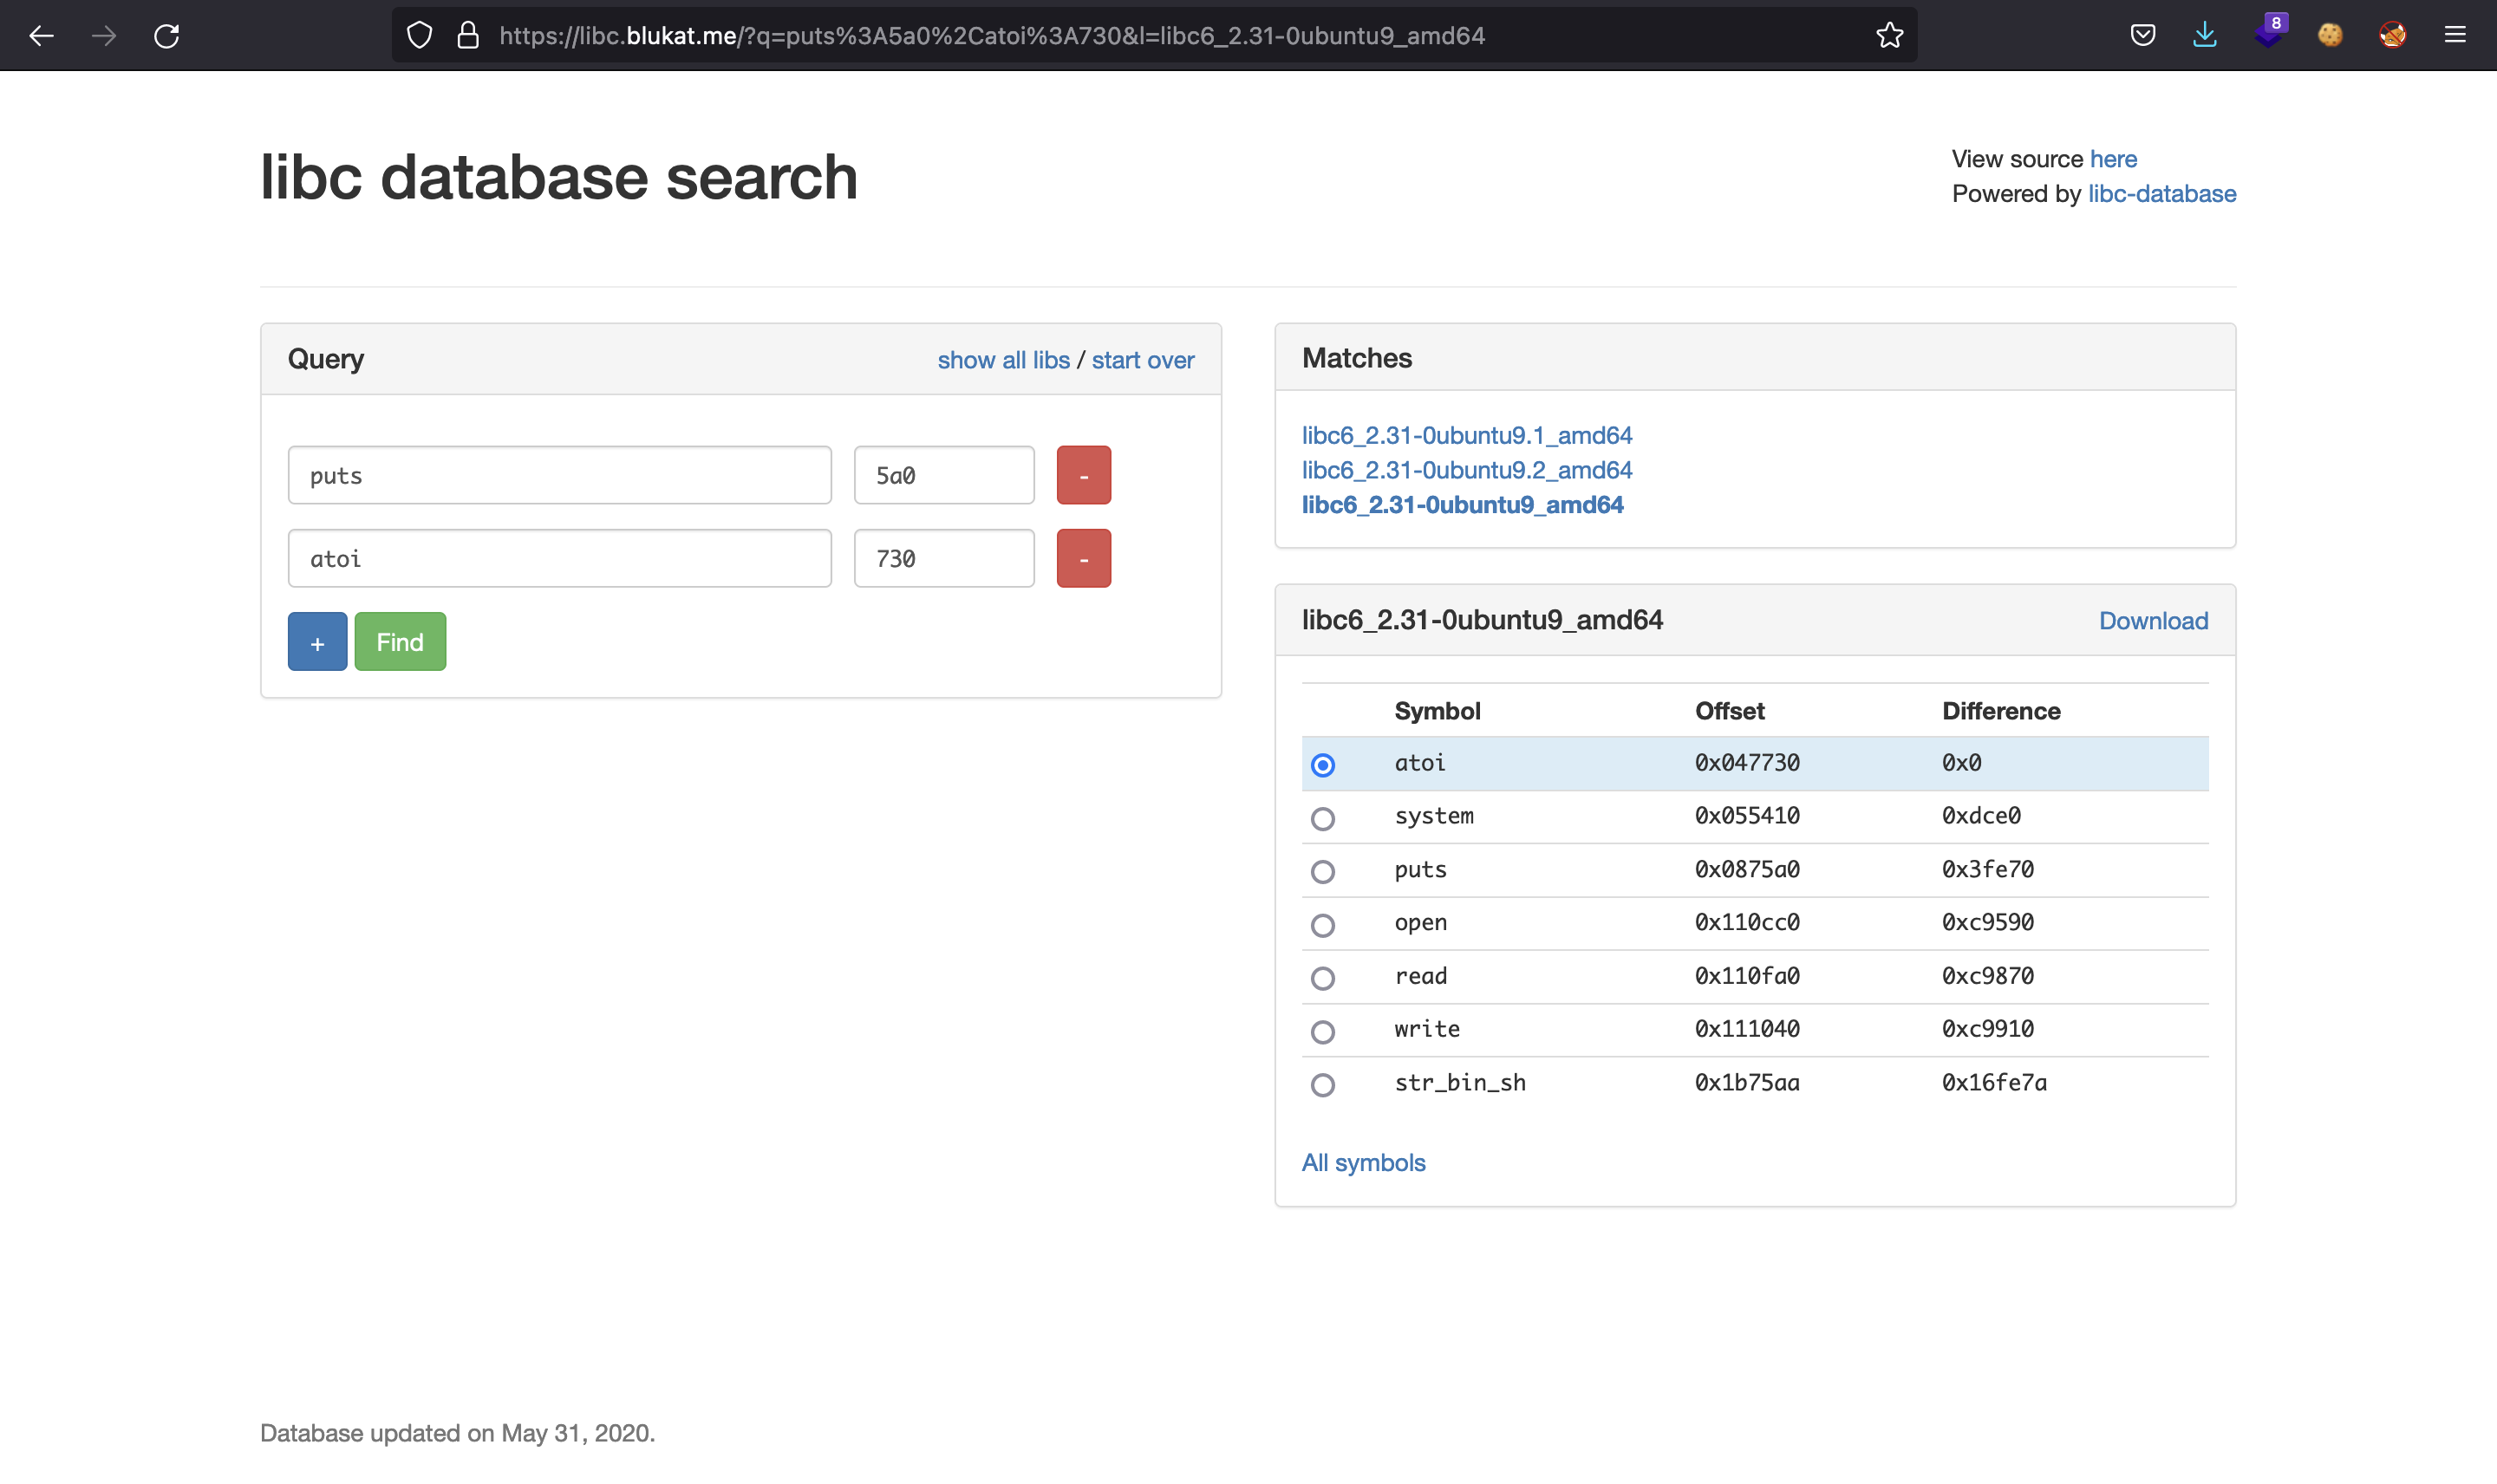 https://libc.blukat.me/?q=puts%3A5a0%2Catoi%3A730&l=libc6_2.31-0ubuntu9_amd64
8
libc database search
View source here
Powered by libc-database
Query
show all libs / start over
puts 5a0 -
atoi 730 -
+ Find
Matches
libc6_2.31-0ubuntu9.1_amd64
libc6_2.31-0ubuntu9.2_amd64
libc6_2.31-0ubuntu9_amd64
libc6_2.31-0ubuntu9_amd64 Download
Symbol Offset Difference
atoi 0x047730 0x0
system 0x055410 0xdce0
puts 0x0875a0 0x3fe70
open 0x110cc0 0xc9590
read 0x110fa0 0xc9870
write 0x111040 0xc9910
str_bin_sh 0x1b75aa 0x16fe7a
All symbols
Database updated on May 31, 2020.